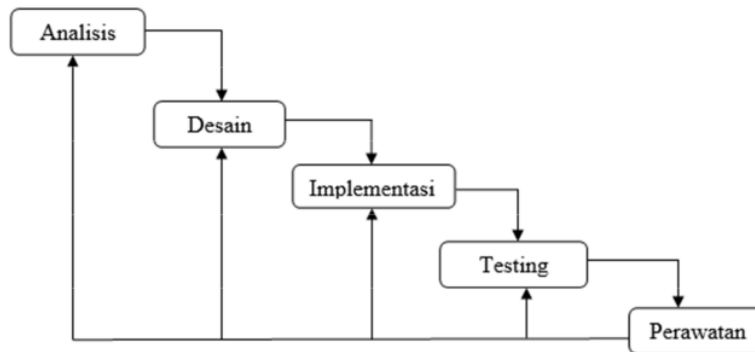 Analisis
Desain
Implementasi
Testing
Perawatan